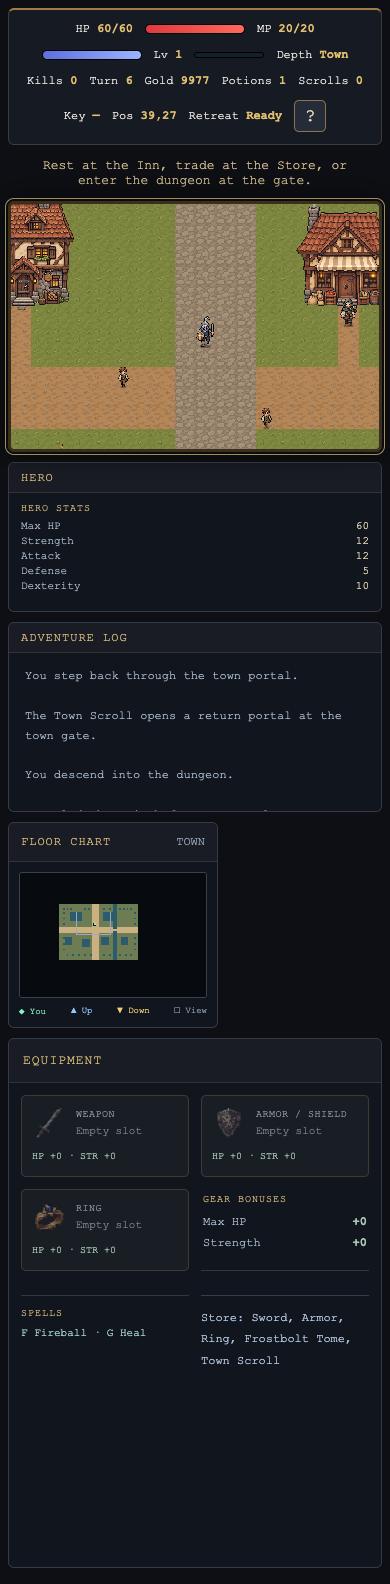 HP 60/60 MP 20/20
Lv 1 Depth Town
Kills 0 Turn 6 Gold 9977 Potions 1 Scrolls 0
Key — Pos 39,27 Retreat Ready ?
Rest at the Inn, trade at the Store, or
enter the dungeon at the gate.
HERO
HERO STATS
Max HP 60
Strength 12
Attack 12
Defense 5
Dexterity 10
ADVENTURE LOG
You step back through the town portal.
The Town Scroll opens a return portal at the
town gate.
You descend into the dungeon.
FLOOR CHART TOWN
◆ You ▲ Up ▼ Down □ View
EQUIPMENT
WEAPON
Empty slot
HP +0 · STR +0
ARMOR / SHIELD
Empty slot
HP +0 · STR +0
RING
Empty slot
HP +0 · STR +0
GEAR BONUSES
Max HP +0
Strength +0
SPELLS
F Fireball · G Heal
Store: Sword, Armor,
Ring, Frostbolt Tome,
Town Scroll